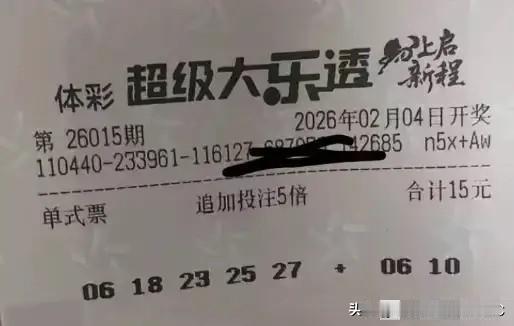 体彩 超级大乐透 马上启新程
第 26015期 2026年02月04日开奖
110440-233961-116127 42685 n5x+Aw
单式票 追加投注5倍 合计15元
06 18 23 25 27 + 06 10
头